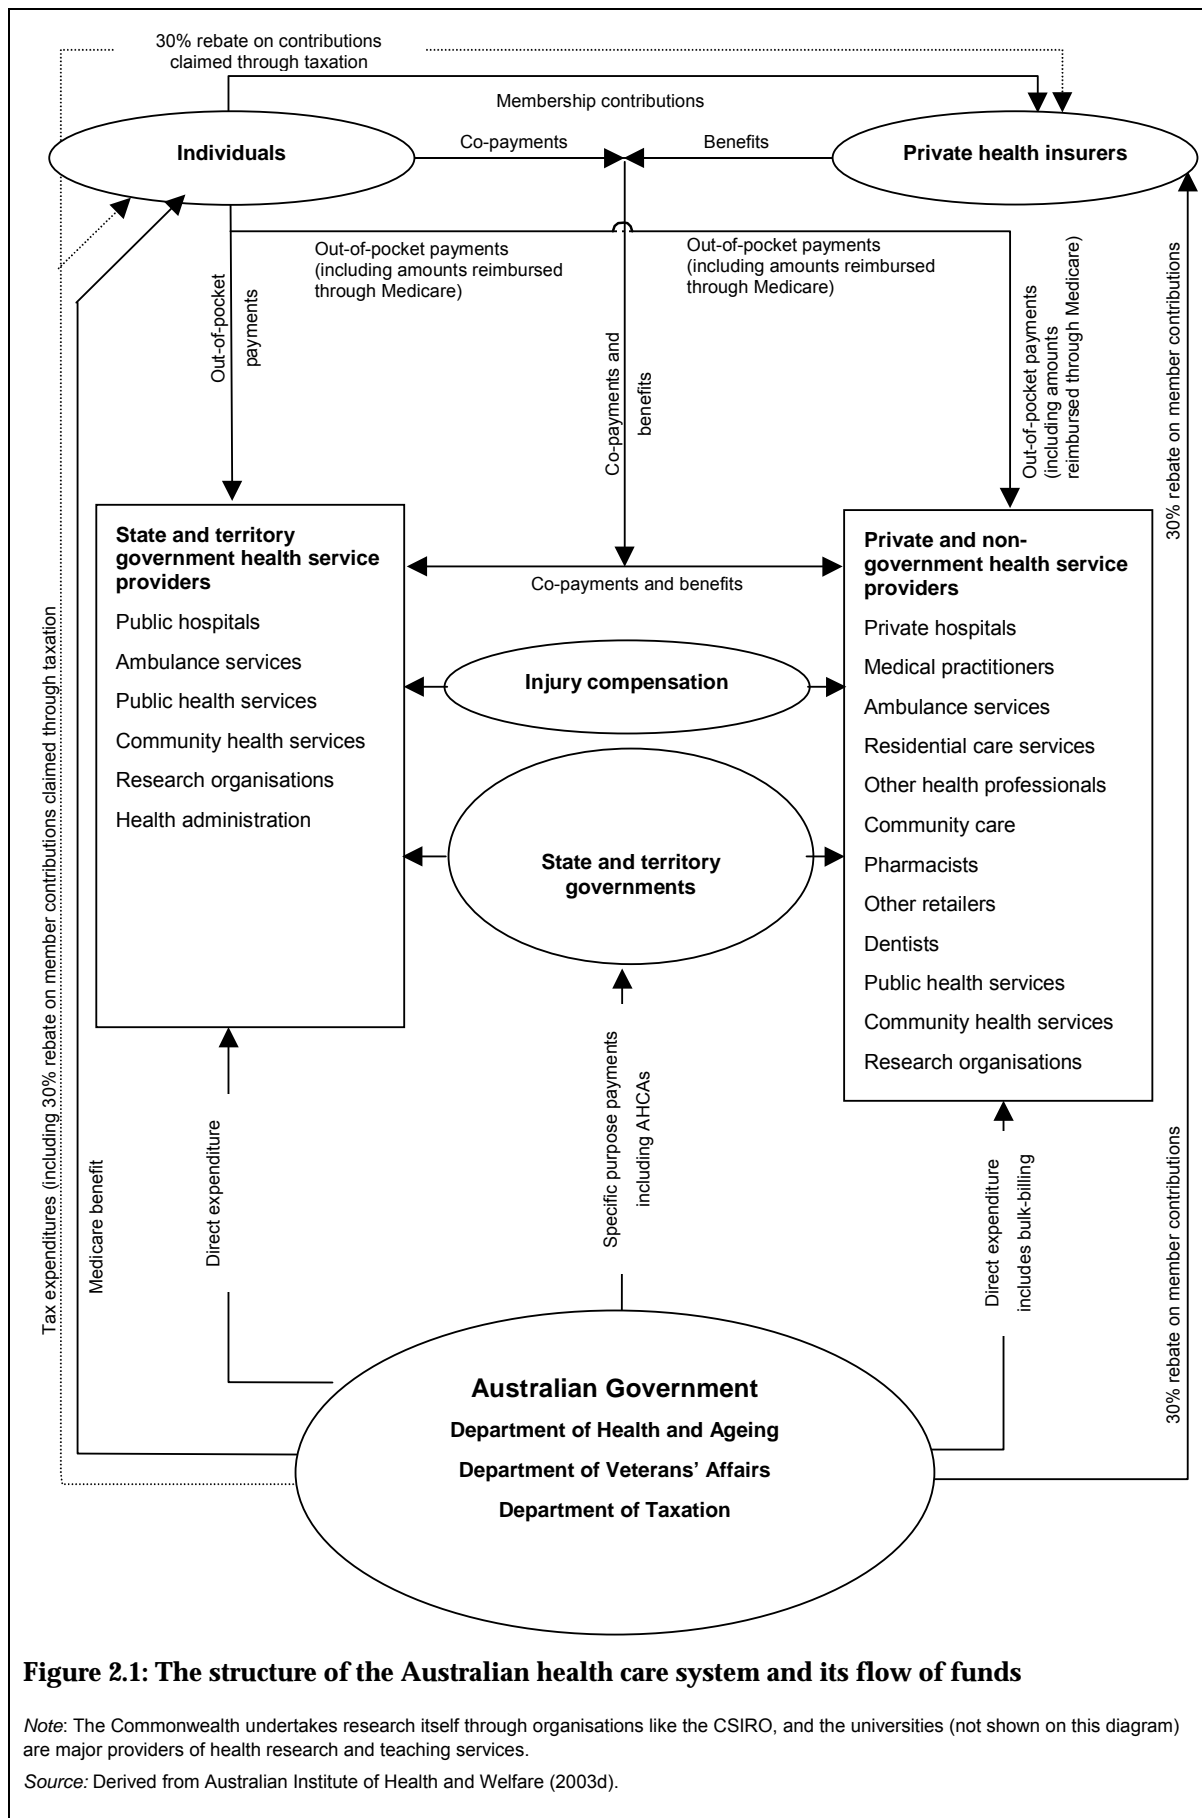 30% rebate on contributions
claimed through taxation
Membership contributions
Individuals
Co-payments
Benefits
Private health insurers
Out-of-pocket
payments
Out-of-pocket payments
(including amounts reimbursed
through Medicare)
Co-payments and
benefits
Out-of-pocket payments
(including amounts reimbursed
through Medicare)
Out-of-pocket payments
(including amounts
reimbursed through Medicare)
30% rebate on member contributions
State and territory
government health service
providers
Public hospitals
Ambulance services
Public health services
Community health services
Research organisations
Health administration
Co-payments and benefits
Injury compensation
State and territory
governments
Private and non-
government health service
providers
Private hospitals
Medical practitioners
Ambulance services
Residential care services
Other health professionals
Community care
Pharmacists
Other retailers
Dentists
Public health services
Community health services
Research organisations
Tax expenditures (including 30% rebate on member contributions claimed through taxation
Medicare benefit
Direct expenditure
Specific purpose payments
including AHCAs
Direct expenditure
includes bulk-billing
30% rebate on member contributions
Australian Government
Department of Health and Ageing
Department of Veterans’ Affairs
Department of Taxation
Figure 2.1: The structure of the Australian health care system and its flow of funds
Note: The Commonwealth undertakes research itself through organisations like the CSIRO, and the universities (not shown on this diagram)
are major providers of health research and teaching services.
Source: Derived from Australian Institute of Health and Welfare (2003d).